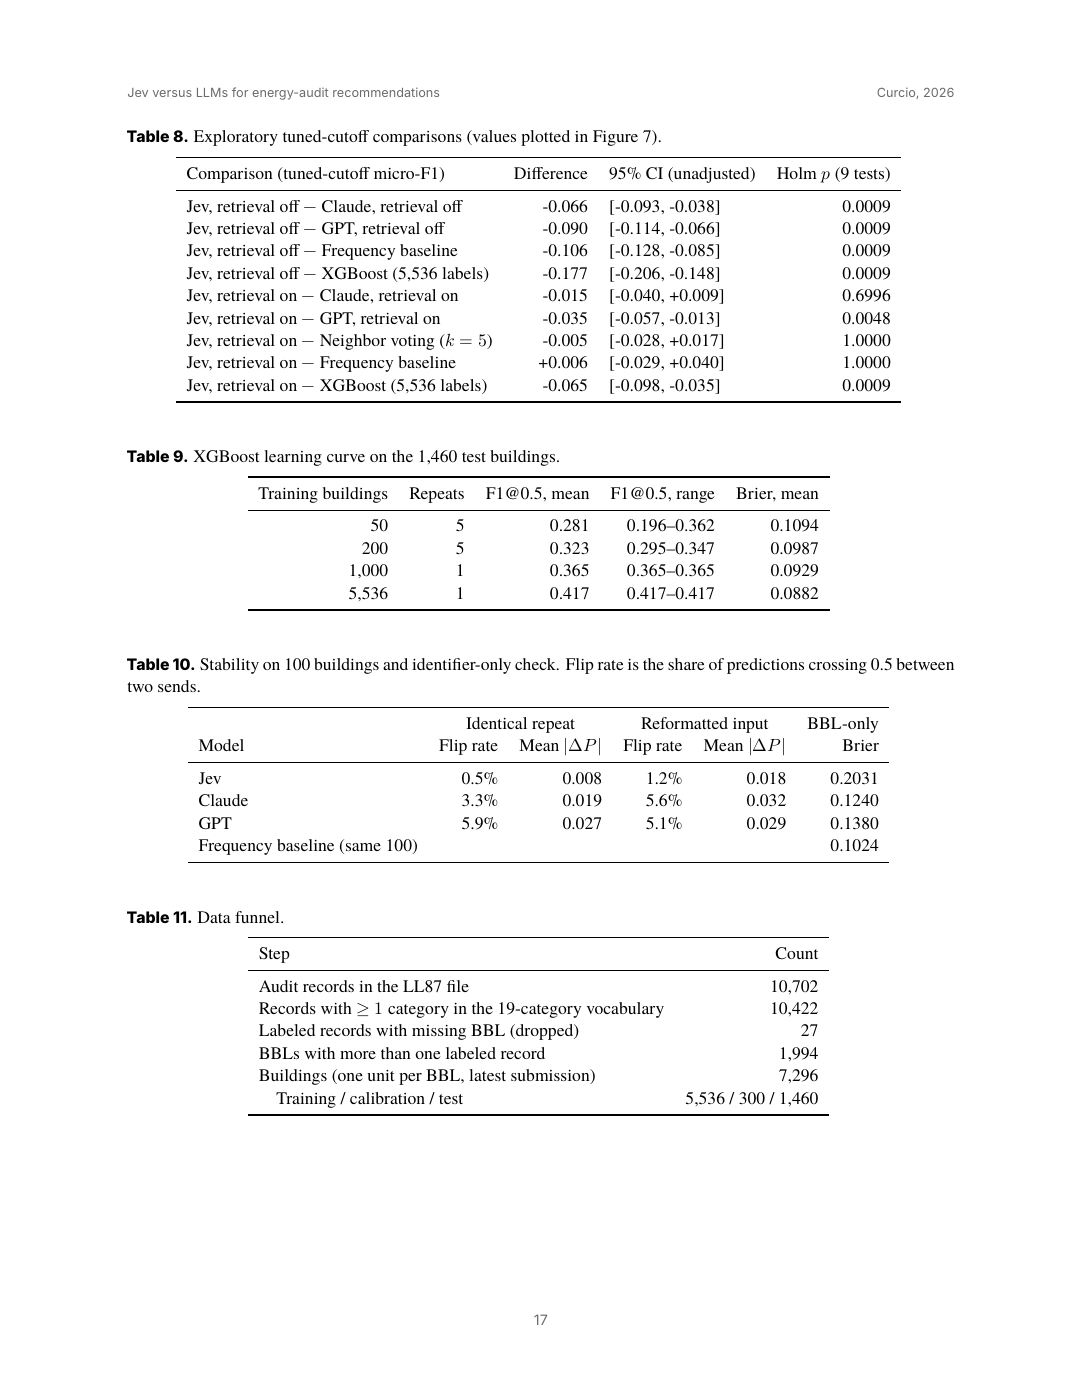 Jev versus LLMs for energy-audit recommendations Curcio, 2026
Table 8. Exploratory tuned-cutoff comparisons (values plotted in Figure 7).
Comparison (tuned-cutoff micro-F1) Difference 95% CI (unadjusted) Holm p (9 tests)
Jev, retrieval off − Claude, retrieval off -0.066 [-0.093, -0.038] 0.0009
Jev, retrieval off − GPT, retrieval off -0.090 [-0.114, -0.066] 0.0009
Jev, retrieval off − Frequency baseline -0.106 [-0.128, -0.085] 0.0009
Jev, retrieval off − XGBoost (5,536 labels) -0.177 [-0.206, -0.148] 0.0009
Jev, retrieval on − Claude, retrieval on -0.015 [-0.040, +0.009] 0.6996
Jev, retrieval on − GPT, retrieval on -0.035 [-0.057, -0.013] 0.0048
Jev, retrieval on − Neighbor voting (k = 5) -0.005 [-0.028, +0.017] 1.0000
Jev, retrieval on − Frequency baseline +0.006 [-0.029, +0.040] 1.0000
Jev, retrieval on − XGBoost (5,536 labels) -0.065 [-0.098, -0.035] 0.0009
Table 9. XGBoost learning curve on the 1,460 test buildings.
Training buildings Repeats F1@0.5, mean F1@0.5, range Brier, mean
50 5 0.281 0.196–0.362 0.1094
200 5 0.323 0.295–0.347 0.0987
1,000 1 0.365 0.365–0.365 0.0929
5,536 1 0.417 0.417–0.417 0.0882
Table 10. Stability on 100 buildings and identifier-only check. Flip rate is the share of predictions crossing 0.5 between
two sends.
Identical repeat Reformatted input BBL-only
Model Flip rate Mean |ΔP| Flip rate Mean |ΔP| Brier
Jev 0.5% 0.008 1.2% 0.018 0.2031
Claude 3.3% 0.019 5.6% 0.032 0.1240
GPT 5.9% 0.027 5.1% 0.029 0.1380
Frequency baseline (same 100) 0.1024
Table 11. Data funnel.
Step Count
Audit records in the LL87 file 10,702
Records with ≥ 1 category in the 19-category vocabulary 10,422
Labeled records with missing BBL (dropped) 27
BBLs with more than one labeled record 1,994
Buildings (one unit per BBL, latest submission) 7,296
Training / calibration / test 5,536 / 300 / 1,460
17